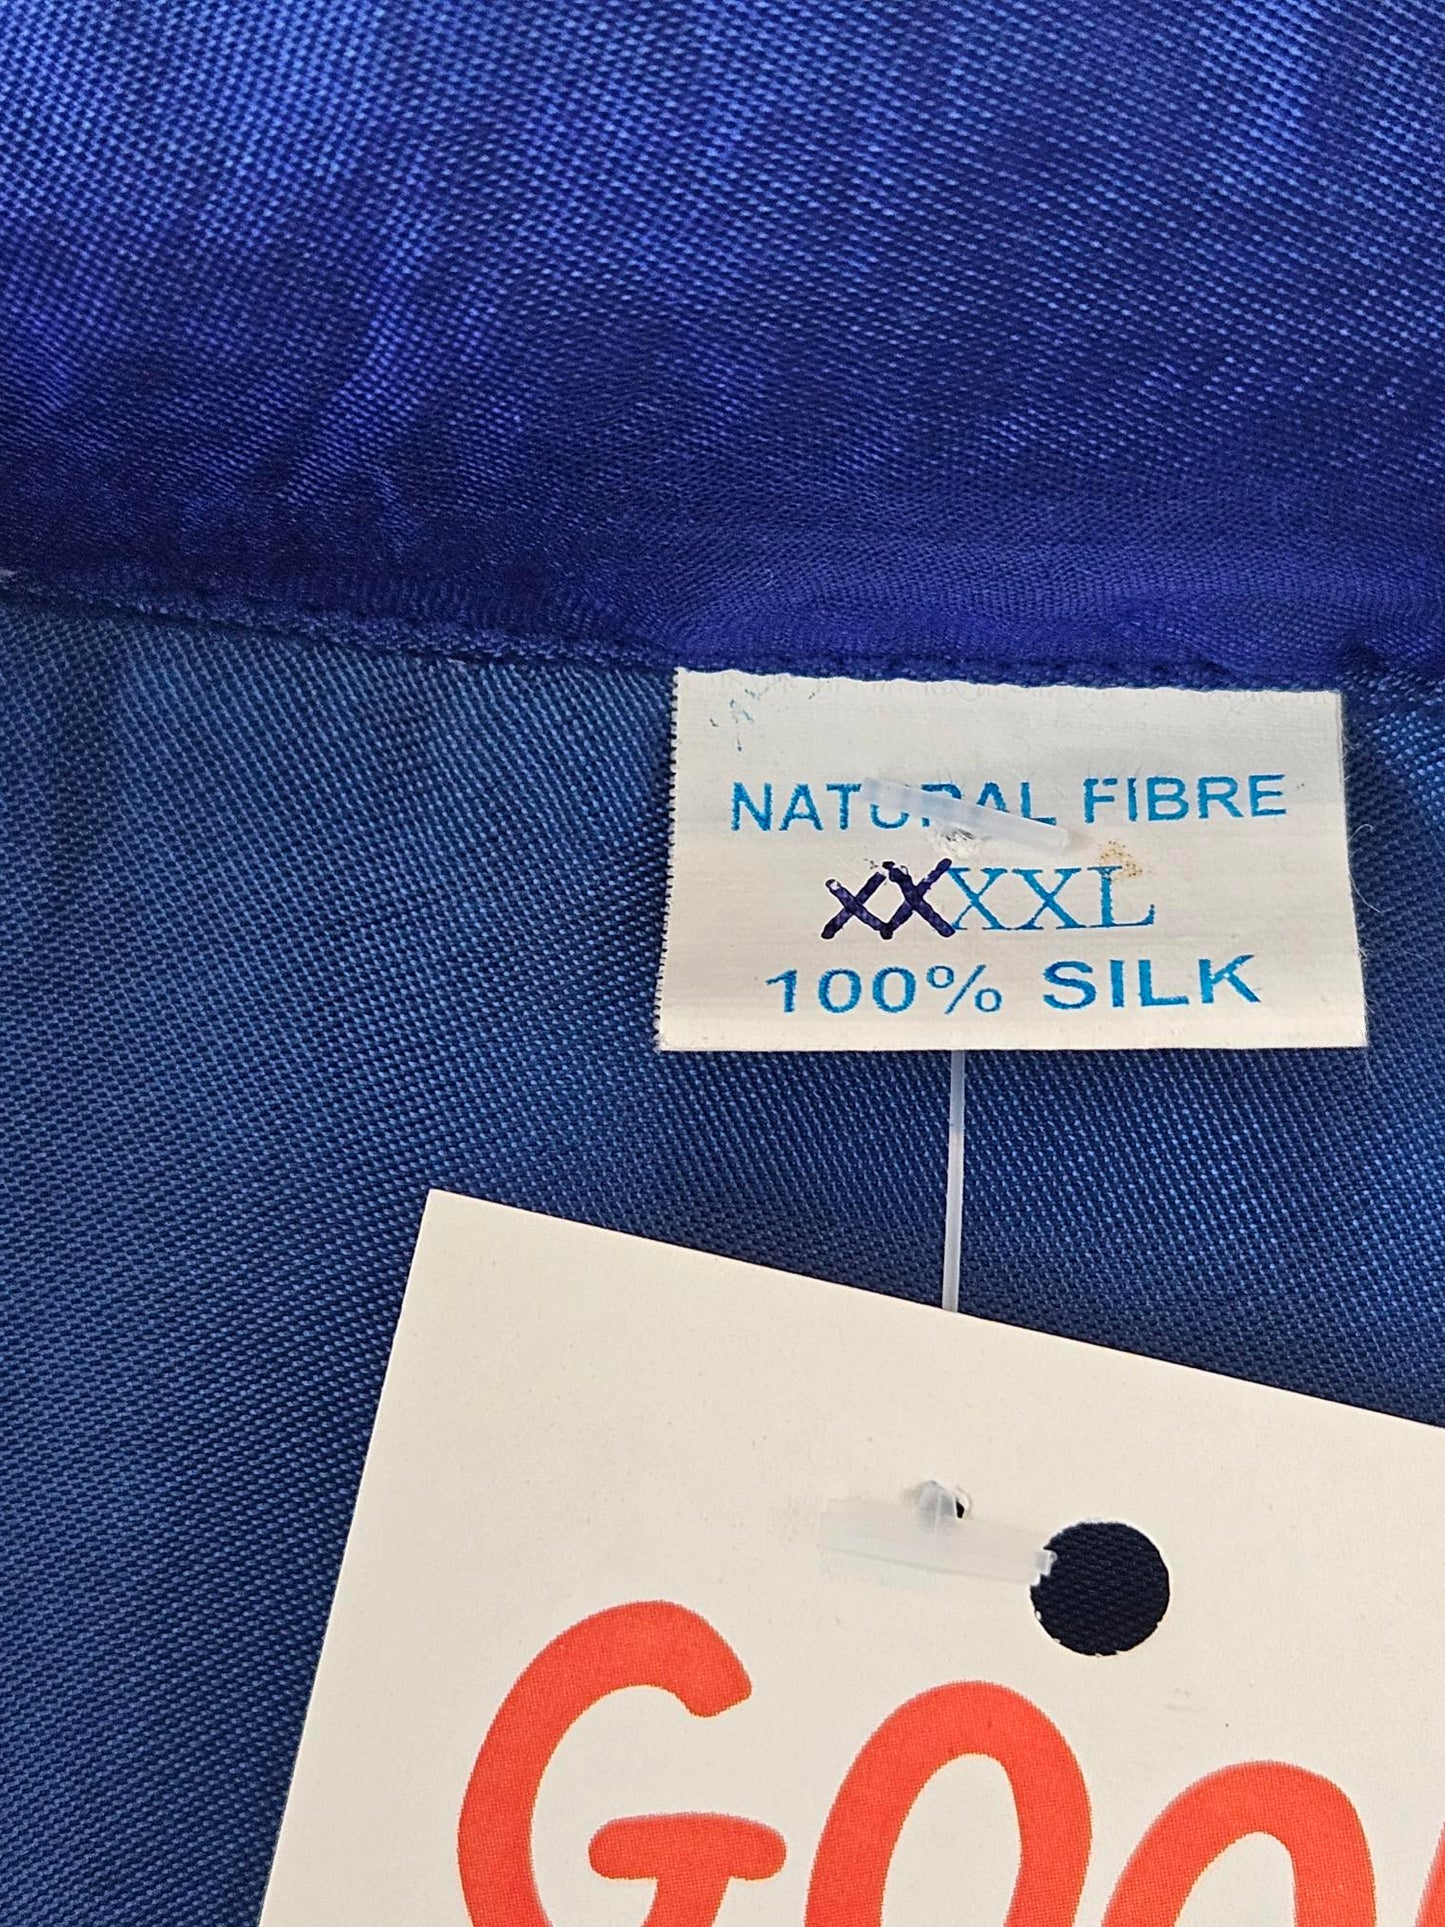 NATURAL FIBRE
XXXXL
100% SILK